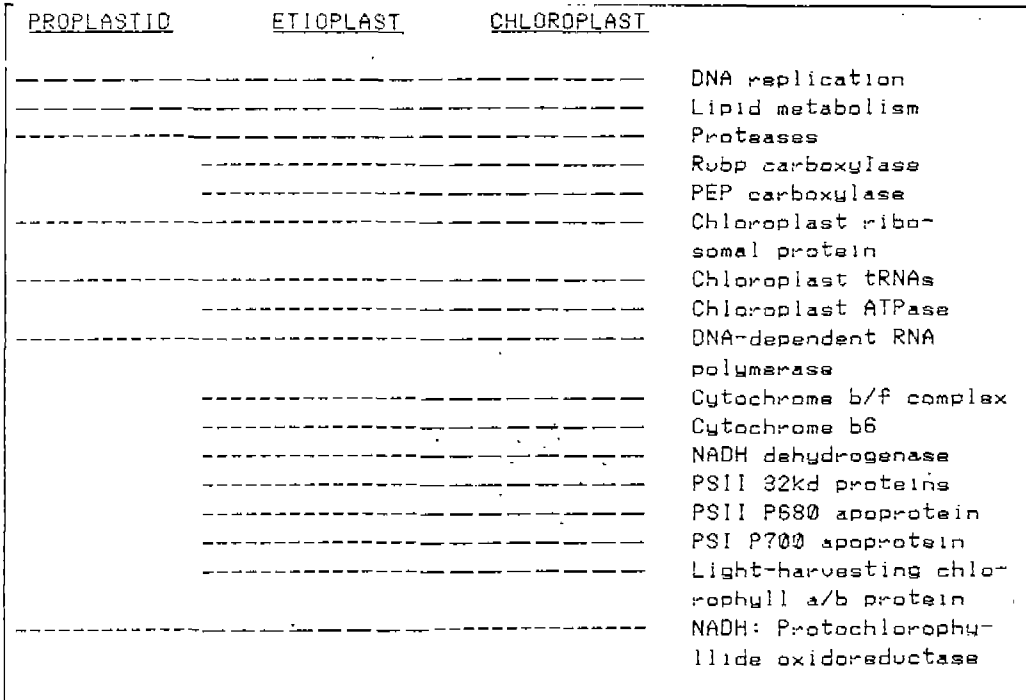 PROPLASTID ETIOPLAST CHLOROPLAST
DNA replication
Lipid metabolism
Proteases
Rubp carboxylase
PEP carboxylase
Chloroplast ribo-
somal protein
Chloroplast tRNAs
Chloroplast ATPase
DNA-dependent RNA
polymerase
Cytochrome b/f complex
Cytochrome b6
NADH dehydrogenase
PSII 32kd proteins
PSII P680 apoprotein
PSI P700 apoprotein
Light-harvesting chlo-
rophyll a/b protein
NADH: Protochlorophy-
llide oxidoreductase